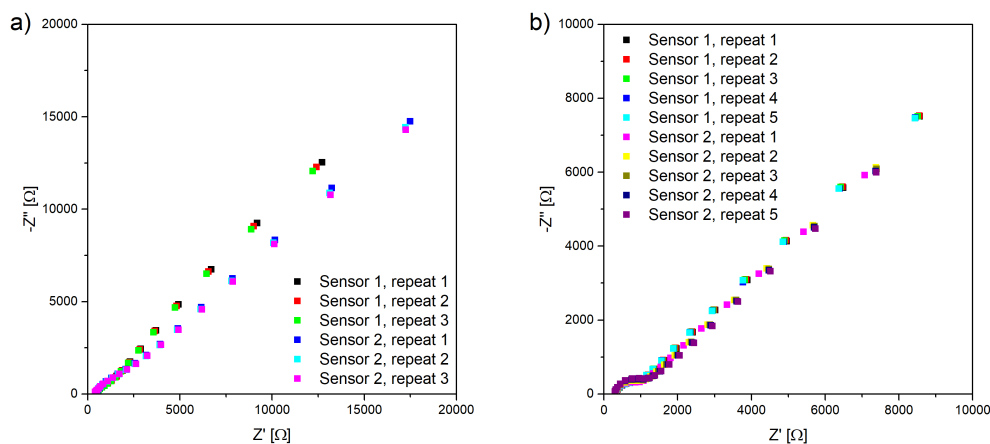 a)
20000
15000
10000
5000
0
-Z'' [Ω]
0 5000 10000 15000 20000
Z' [Ω]
Sensor 1, repeat 1
Sensor 1, repeat 2
Sensor 1, repeat 3
Sensor 2, repeat 1
Sensor 2, repeat 2
Sensor 2, repeat 3
b)
10000
8000
6000
4000
2000
0
-Z'' [Ω]
0 2000 4000 6000 8000 10000
Z' [Ω]
Sensor 1, repeat 1
Sensor 1, repeat 2
Sensor 1, repeat 3
Sensor 1, repeat 4
Sensor 1, repeat 5
Sensor 2, repeat 1
Sensor 2, repeat 2
Sensor 2, repeat 3
Sensor 2, repeat 4
Sensor 2, repeat 5